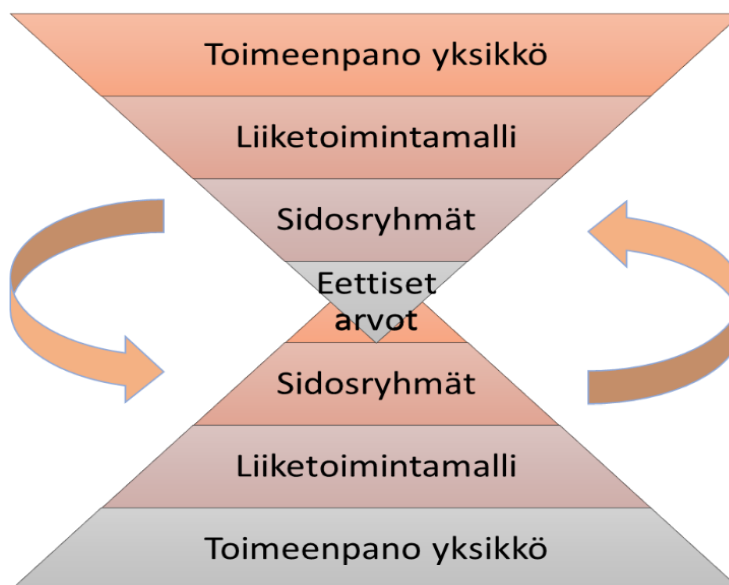 Toimeenpano yksikkö
Liiketoimintamalli
Sidosryhmät
Eettiset
arvot
Sidosryhmät
Liiketoimintamalli
Toimeenpano yksikkö